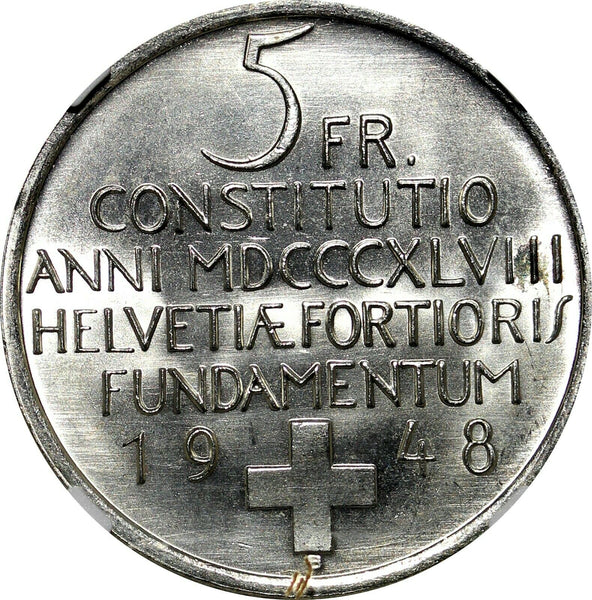 5 FR.
CONSTITUTIO
ANNI MDCCCXLVIII
HELVETIÆ FORTIORIS
FUNDAMENTUM
1948
B